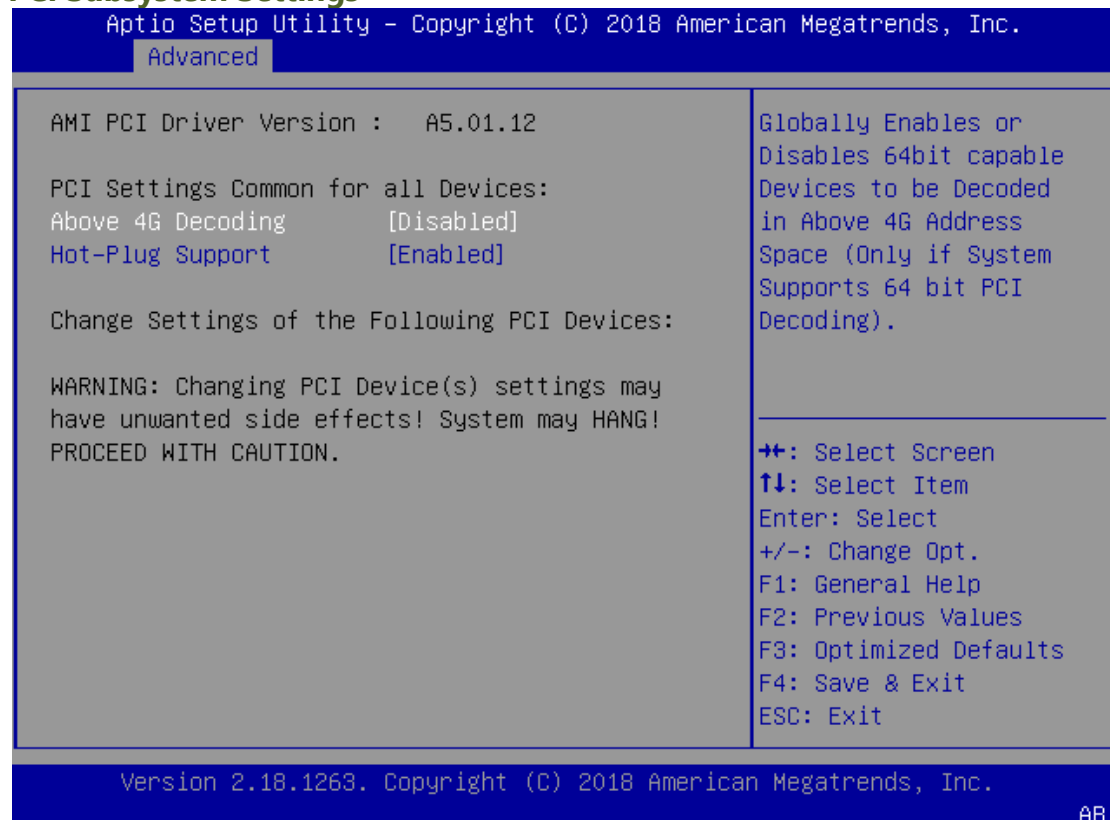 PCI Subsystem Settings
Aptio Setup Utility – Copyright (C) 2018 American Megatrends, Inc.
Advanced
AMI PCI Driver Version :   A5.01.12
PCI Settings Common for all Devices:
Above 4G Decoding   [Disabled]
Hot-Plug Support   [Enabled]
Change Settings of the Following PCI Devices:
WARNING: Changing PCI Device(s) settings may
have unwanted side effects! System may HANG!
PROCEED WITH CAUTION.
Globally Enables or
Disables 64bit capable
Devices to be Decoded
in Above 4G Address
Space (Only if System
Supports 64 bit PCI
Decoding).
→←: Select Screen
↑↓: Select Item
Enter: Select
+/-: Change Opt.
F1: General Help
F2: Previous Values
F3: Optimized Defaults
F4: Save & Exit
ESC: Exit
Version 2.18.1263. Copyright (C) 2018 American Megatrends, Inc.
AB